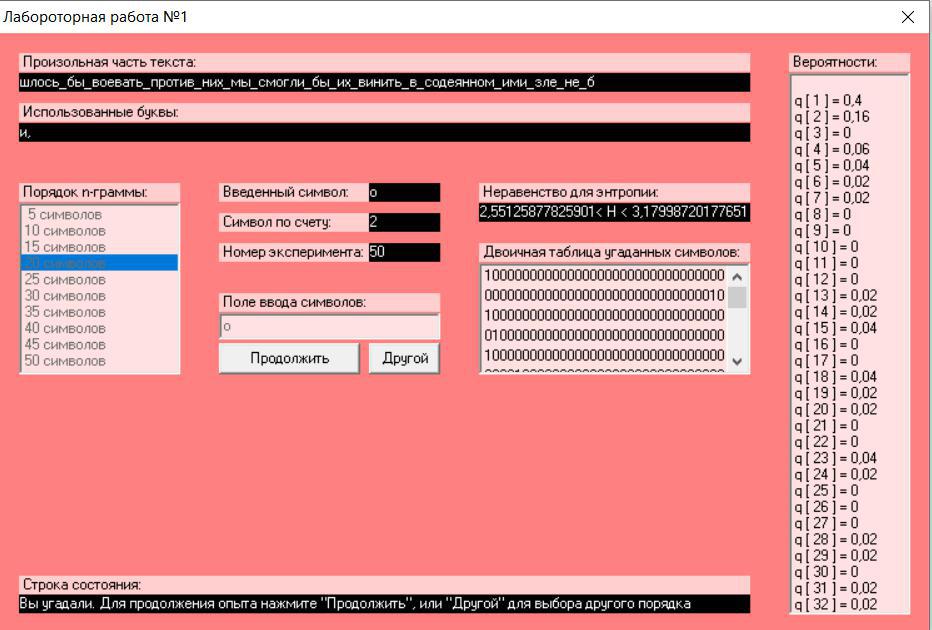 Лабороторная работа №1
Произольная часть текста:
шлось_бы_воевать_против_них_мы_смогли_бы_их_винить_в_содеянном_ими_зле_не_б
Использованные буквы:
и,
Порядок n-граммы:
5 символов
10 символов
15 символов
20 символов
25 символов
30 символов
35 символов
40 символов
45 символов
50 символов
Введенный символ: о
Символ по счету: 2
Номер эксперимента: 50
Поле ввода символов:
о
Продолжить
Другой
Неравенство для энтропии:
2,55125877825901< H < 3,17998720177651
Двоичная таблица угаданных символов:
10000000000000000000000000000000
00000000000000000000000000000010
10000000000000000000000000000000
01000000000000000000000000000000
10000000000000000000000000000000
Вероятности:
q [ 1 ] = 0,4
q [ 2 ] = 0,16
q [ 3 ] = 0
q [ 4 ] = 0,06
q [ 5 ] = 0,04
q [ 6 ] = 0,02
q [ 7 ] = 0,02
q [ 8 ] = 0
q [ 9 ] = 0
q [ 10 ] = 0
q [ 11 ] = 0
q [ 12 ] = 0
q [ 13 ] = 0,02
q [ 14 ] = 0,02
q [ 15 ] = 0,04
q [ 16 ] = 0
q [ 17 ] = 0
q [ 18 ] = 0,04
q [ 19 ] = 0,02
q [ 20 ] = 0,02
q [ 21 ] = 0
q [ 22 ] = 0
q [ 23 ] = 0,04
q [ 24 ] = 0,02
q [ 25 ] = 0
q [ 26 ] = 0
q [ 27 ] = 0
q [ 28 ] = 0,02
q [ 29 ] = 0,02
q [ 30 ] = 0
q [ 31 ] = 0,02
q [ 32 ] = 0,02
Строка состояния:
Вы угадали. Для продолжения опыта нажмите "Продолжить", или "Другой" для выбора другого порядка